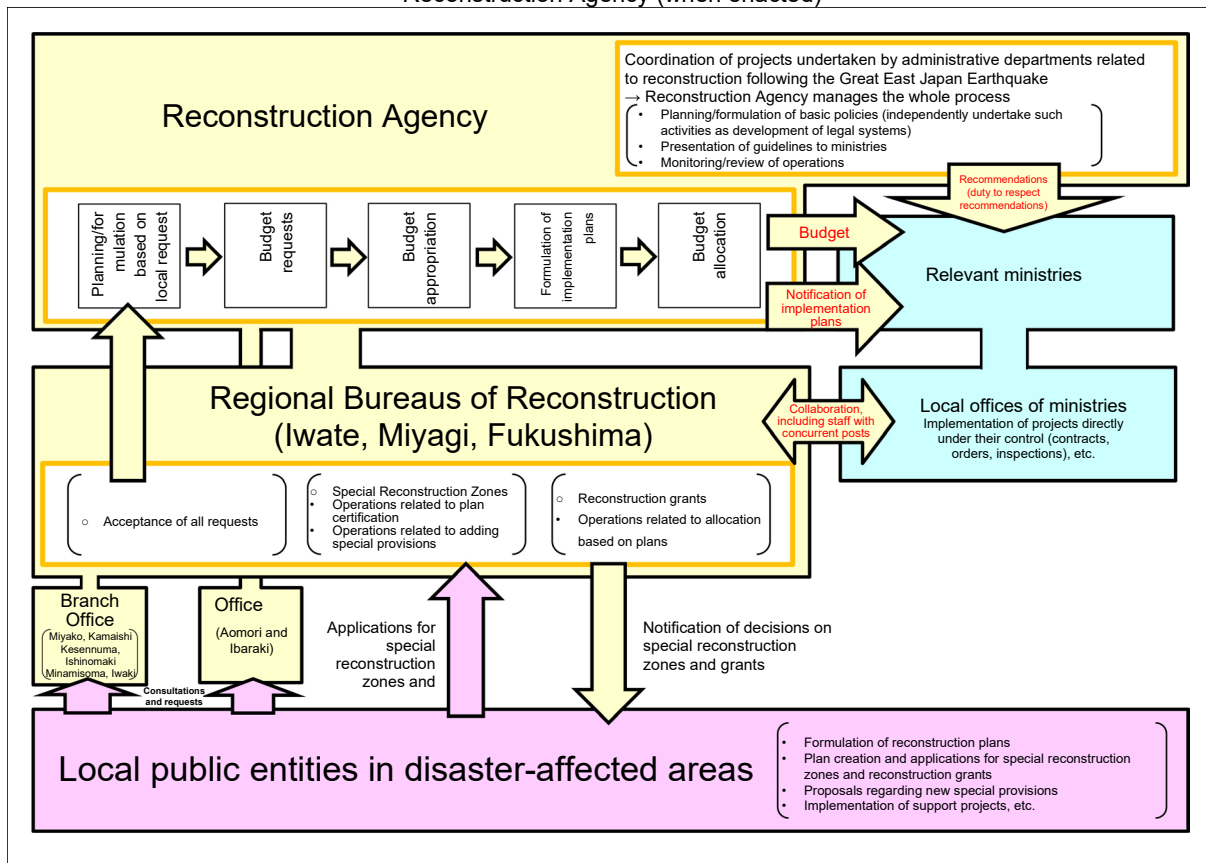 Reconstruction Agency (when enacted)
Coordination of projects undertaken by administrative departments related
to reconstruction following the Great East Japan Earthquake
→ Reconstruction Agency manages the whole process
• Planning/formulation of basic policies (independently undertake such
activities as development of legal systems)
• Presentation of guidelines to ministries
• Monitoring/review of operations
Reconstruction Agency
Recommendations
(duty to respect
recommendations)
Planning/for
mulation
based on
local request
Budget
requests
Budget
appropriation
Formulation of
implementation
plans
Budget
allocation
Budget
Notification of
implementation
plans
Relevant ministries
Regional Bureaus of Reconstruction
(Iwate, Miyagi, Fukushima)
Collaboration,
including staff with
concurrent posts
Local offices of ministries
Implementation of projects directly
under their control (contracts,
orders, inspections), etc.
○ Acceptance of all requests
○ Special Reconstruction Zones
• Operations related to plan
certification
• Operations related to adding
special provisions
○ Reconstruction grants
• Operations related to allocation
based on plans
Branch
Office
Miyako, Kamaishi
Kesennuma,
Ishinomaki
Minamisoma, Iwaki
Office
(Aomori and
Ibaraki)
Consultations
and requests
Applications for
special
reconstruction
zones and
Notification of decisions on
special reconstruction
zones and grants
Local public entities in disaster-affected areas
• Formulation of reconstruction plans
• Plan creation and applications for special reconstruction
zones and reconstruction grants
• Proposals regarding new special provisions
• Implementation of support projects, etc.